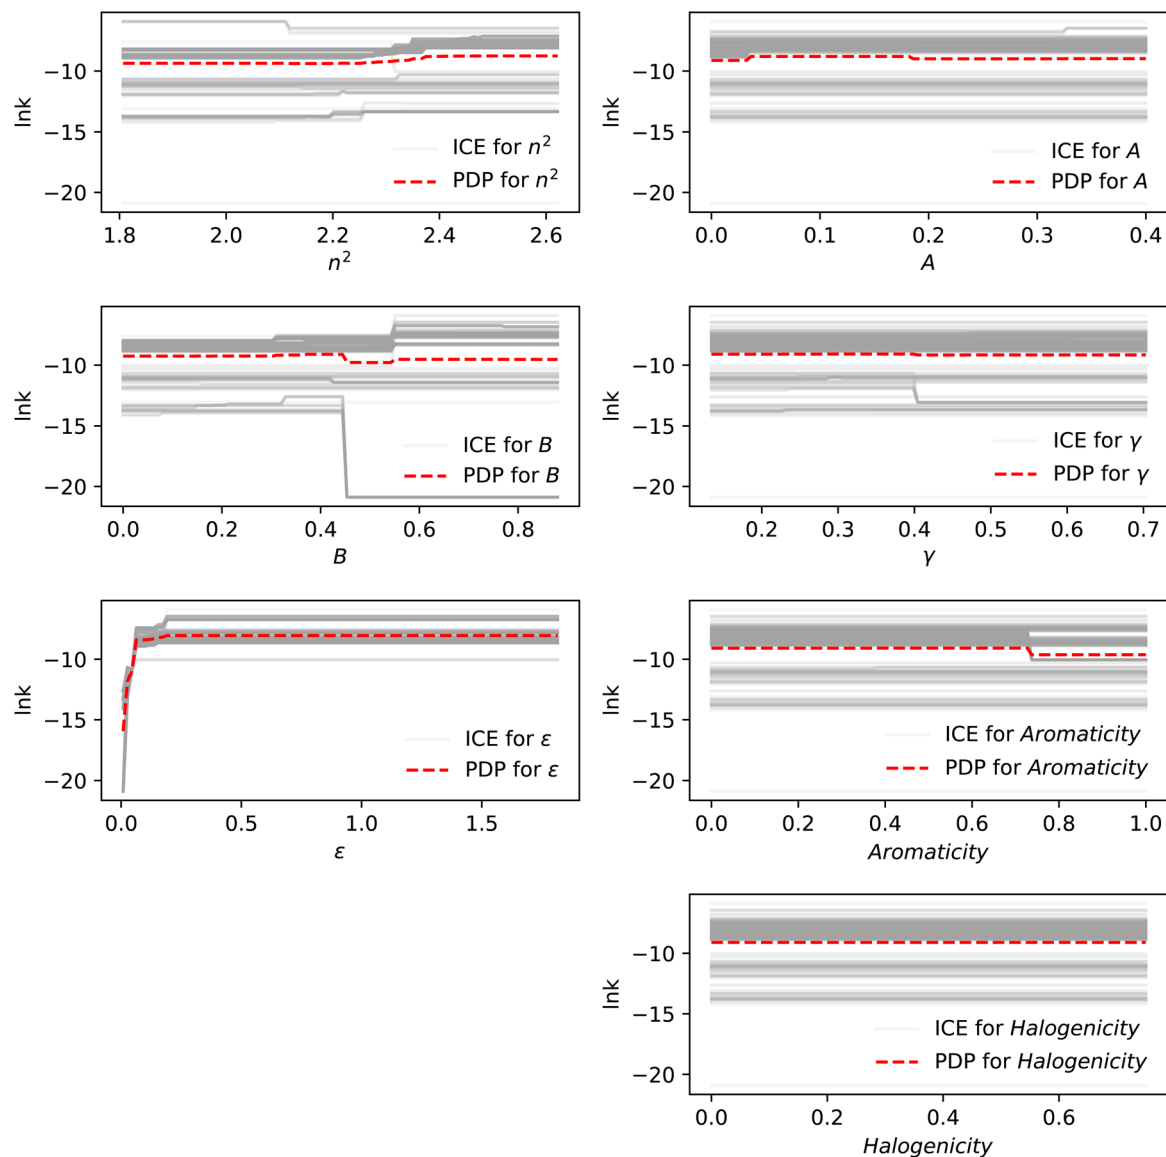 lnk
−10
−15
−20
ICE for n²
PDP for n²
1.8 2.0 2.2 2.4 2.6
n²
lnk
−10
−15
−20
ICE for A
PDP for A
0.0 0.1 0.2 0.3 0.4
A
lnk
−10
−15
−20
ICE for B
PDP for B
0.0 0.2 0.4 0.6 0.8
B
lnk
−10
−15
−20
ICE for γ
PDP for γ
0.2 0.3 0.4 0.5 0.6 0.7
γ
lnk
−10
−15
−20
ICE for ε
PDP for ε
0.0 0.5 1.0 1.5
ε
lnk
−10
−15
−20
ICE for Aromaticity
PDP for Aromaticity
0.0 0.2 0.4 0.6 0.8 1.0
Aromaticity
lnk
−10
−15
−20
ICE for Halogenicity
PDP for Halogenicity
0.0 0.2 0.4 0.6
Halogenicity